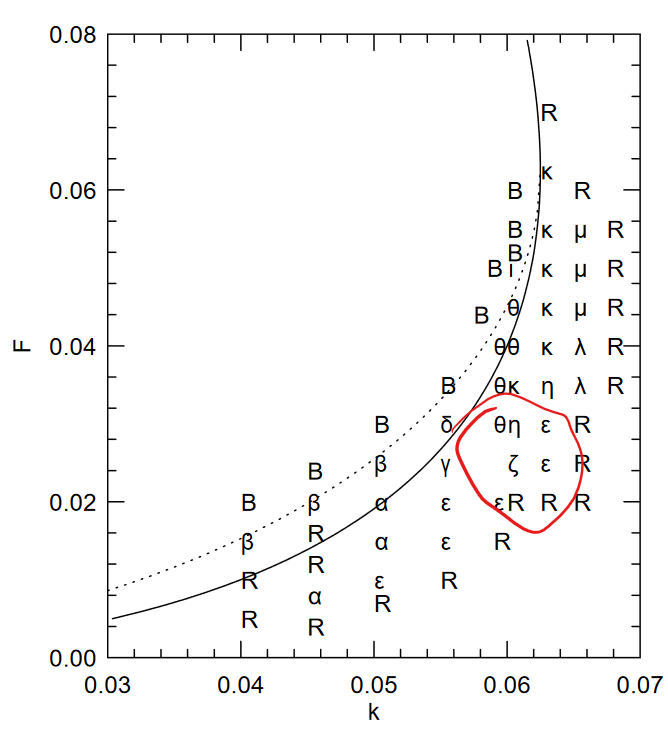 0.08
R
κ
0.06 B R
B κ μ R
B
B ι κ μ R
θ κ μ R
B
F
0.04 θθ κ λ R
B θκ η λ R
B δ θη ε R
B β γ ζ ε R
0.02 B β α ε εR R R
R
β α ε R
R
R ε R
α R
R R
0.00
0.03 0.04 0.05 0.06 0.07
k